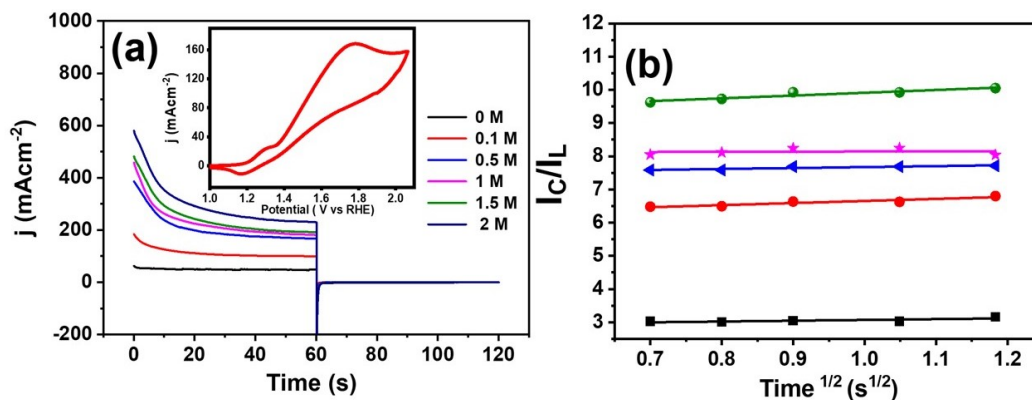 (a)
j (mAcm⁻²)
1000
800
600
400
200
0
-200
0 20 40 60 80 100 120
Time (s)
j (mAcm⁻²)
160
120
80
40
0
1.0 1.2 1.4 1.6 1.8 2.0
Potential ( V vs RHE)
0 M
0.1 M
0.5 M
1 M
1.5 M
2 M
(b)
I_C/I_L
12
11
10
9
8
7
6
5
4
3
0.7 0.8 0.9 1.0 1.1 1.2
Time ^1/2 (s^1/2)